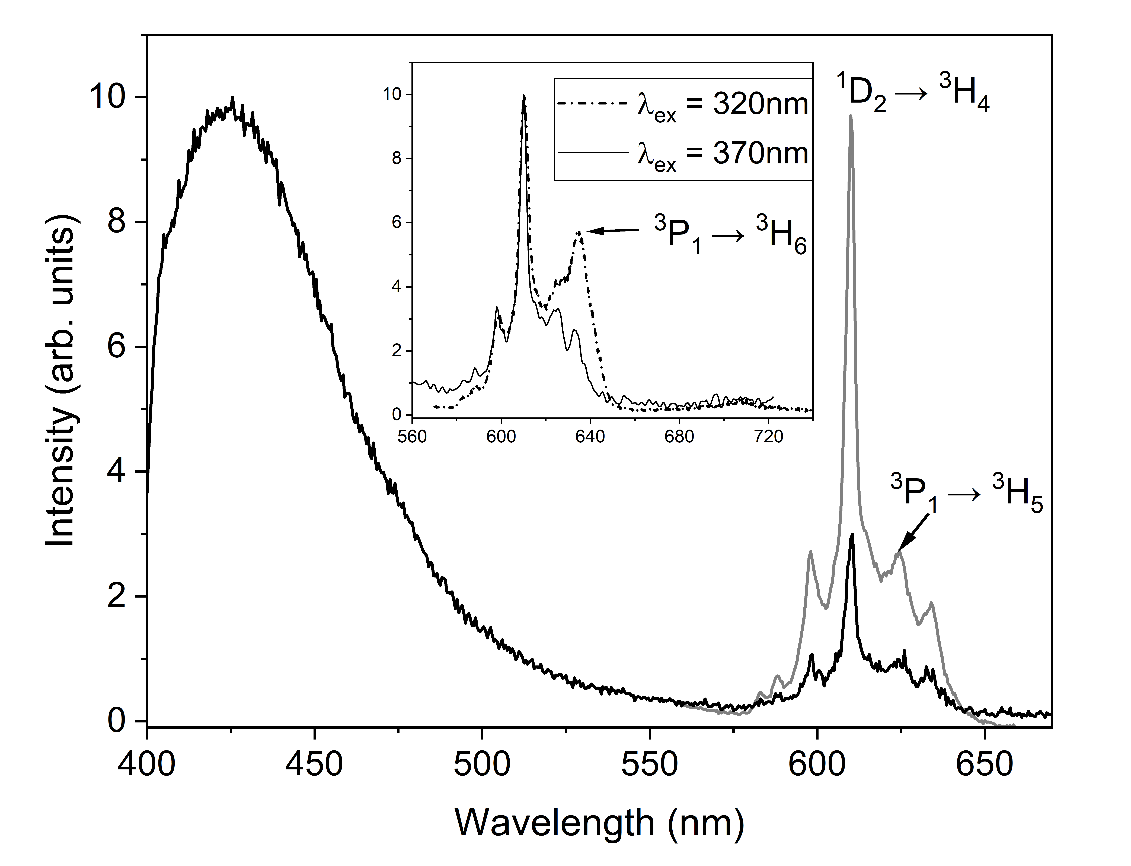 10
8
6
4
2
0
400 450 500 550 600 650
Wavelength (nm)
Intensity (arb. units)
10
8
6
4
2
0
560 600 640 680 720
λex = 320nm
λex = 370nm
³P₁ → ³H₆
¹D₂ → ³H₄
³P₁ → ³H₅